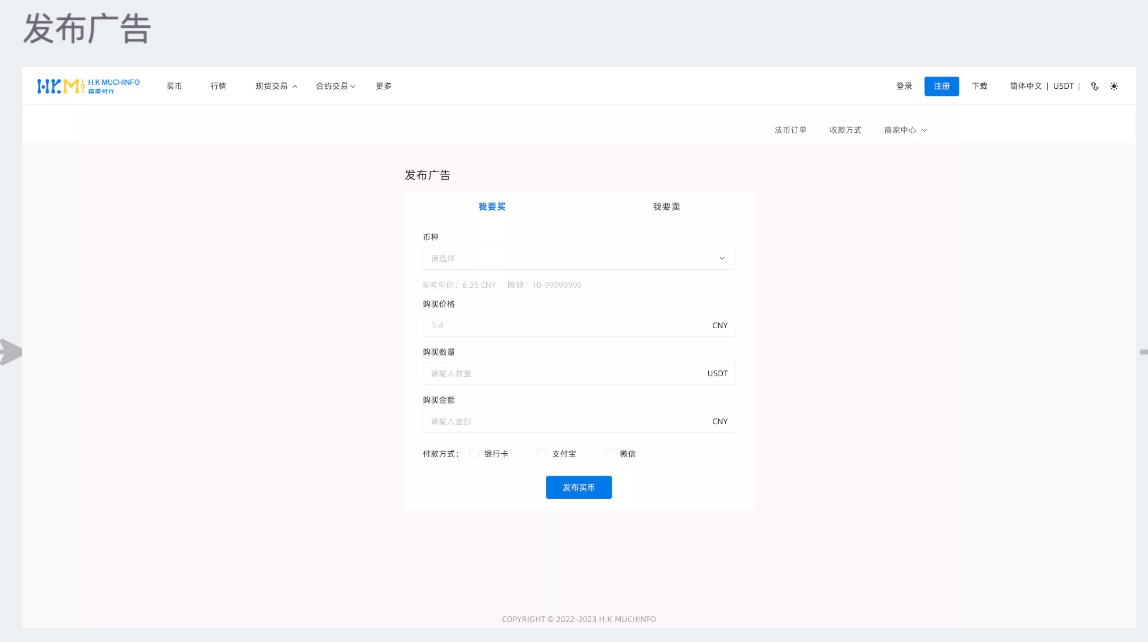 发布广告
HKM H.K MUCHINFO 买币 行情 现货交易 合约交易 更多 登录 注册 下载 简体中文 | USDT |
法币订单 收款方式 商家中心
发布广告
我要买 我要卖
币种
请选择
参考单价：6.35 CNY 限额：10-99999999
购买价格
5-8 CNY
购买数量
请输入数量 USDT
购买金额
请输入金额 CNY
付款方式： 银行卡 支付宝 微信
发布买币
COPYRIGHT © 2022-2023 H.K MUCHINFO